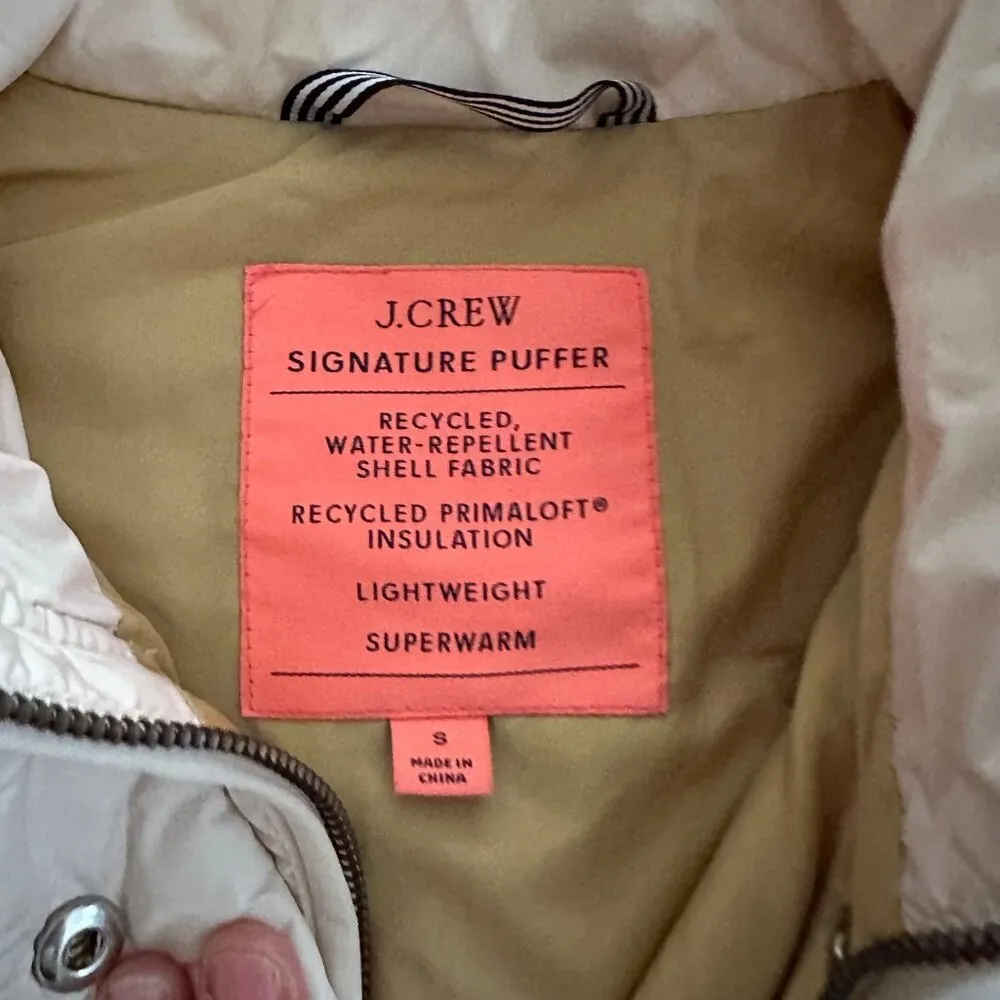 J.CREW
SIGNATURE PUFFER
RECYCLED,
WATER-REPELLENT
SHELL FABRIC
RECYCLED PRIMALOFT®
INSULATION
LIGHTWEIGHT
SUPERWARM
S
MADE IN
CHINA